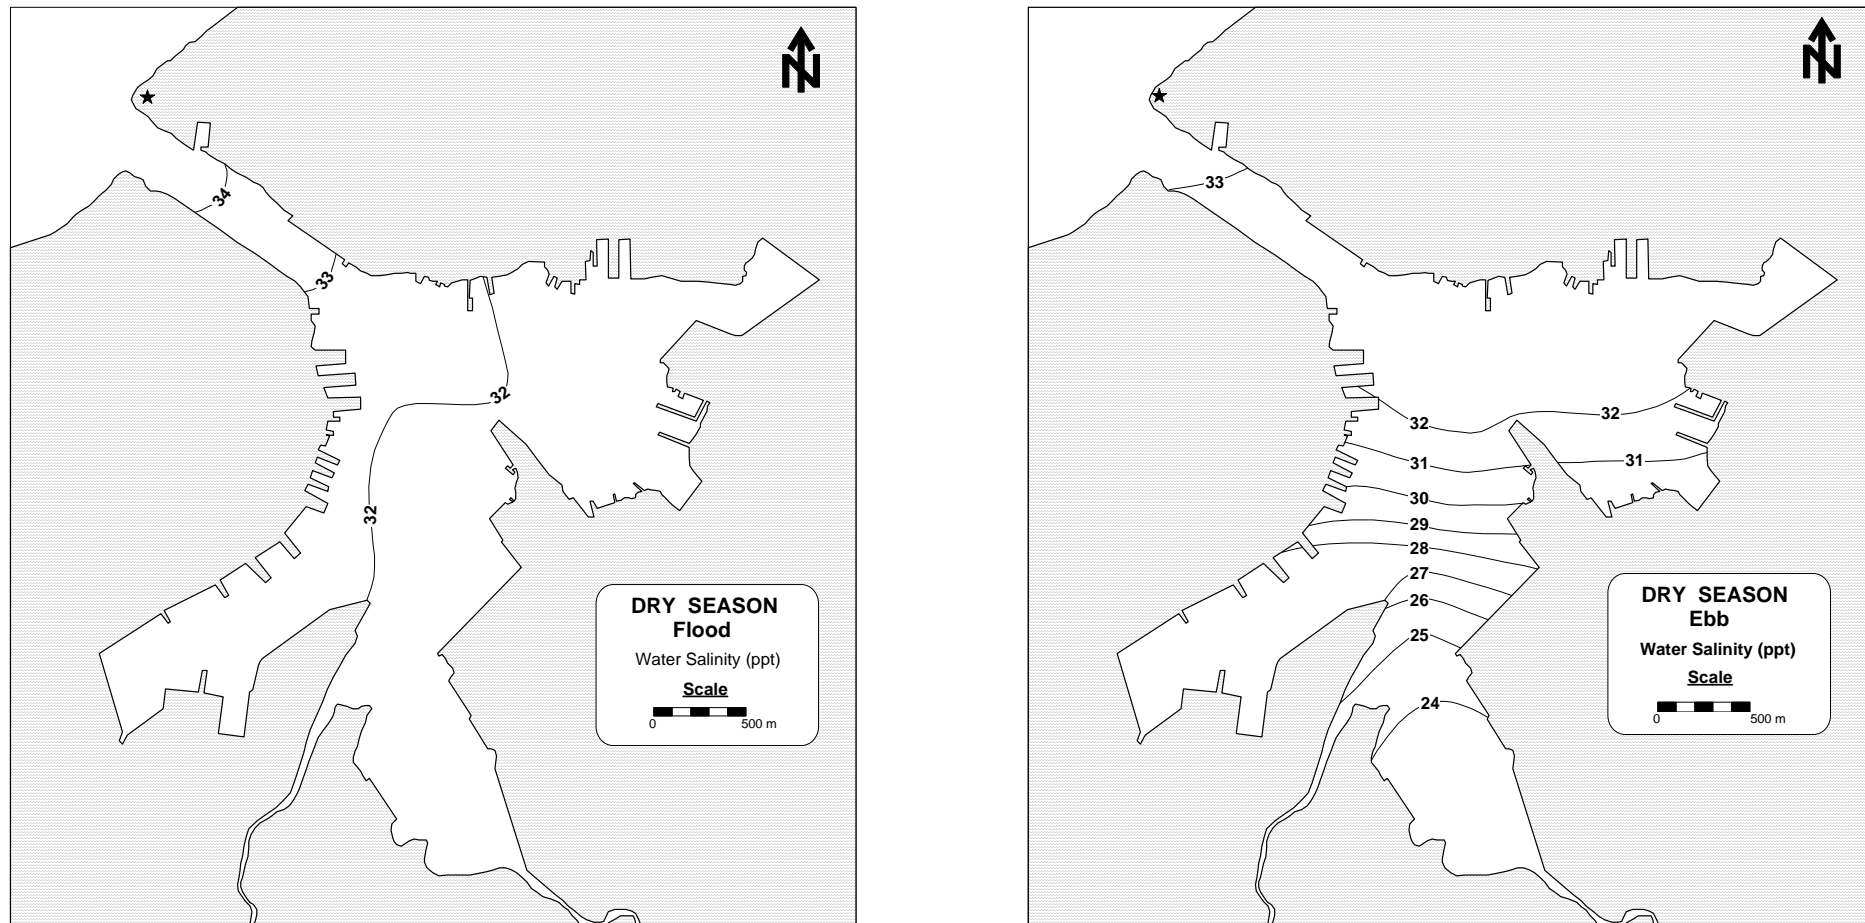 N
34
33
32
32
DRY SEASON
Flood
Water Salinity (ppt)
Scale
0 500 m
N
33
32 32
31 31
30
29
28
27
26
25
24
DRY SEASON
Ebb
Water Salinity (ppt)
Scale
0 500 m